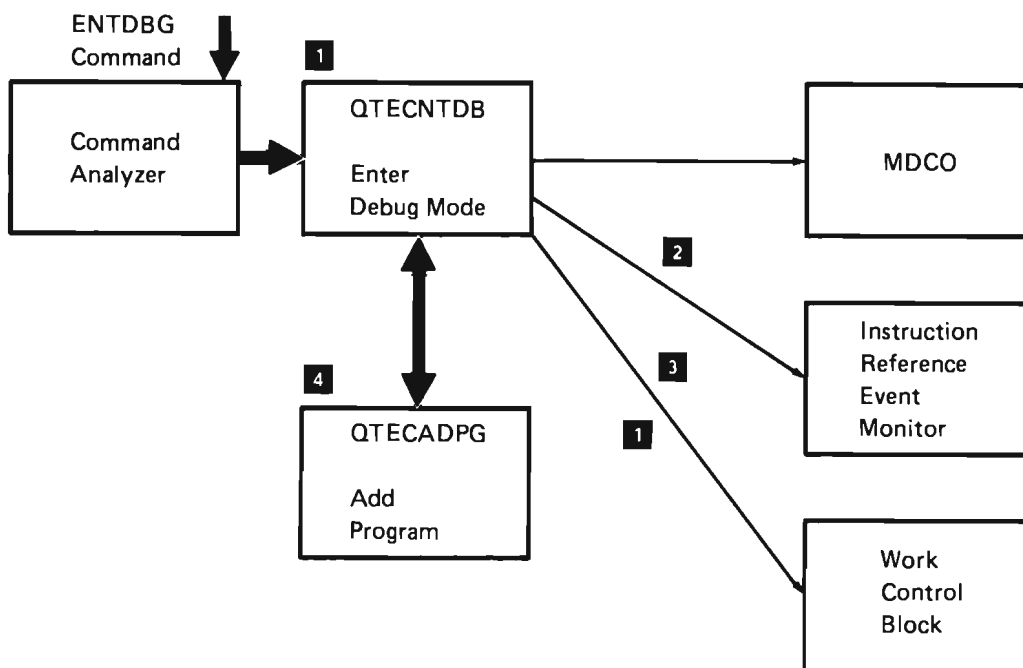 ENTDBG
Command
1
Command
Analyzer
QTECNTDB
Enter
Debug Mode
MDCO
2
Instruction
Reference
Event
Monitor
3
1
4
QTECADPG
Add
Program
Work
Control
Block